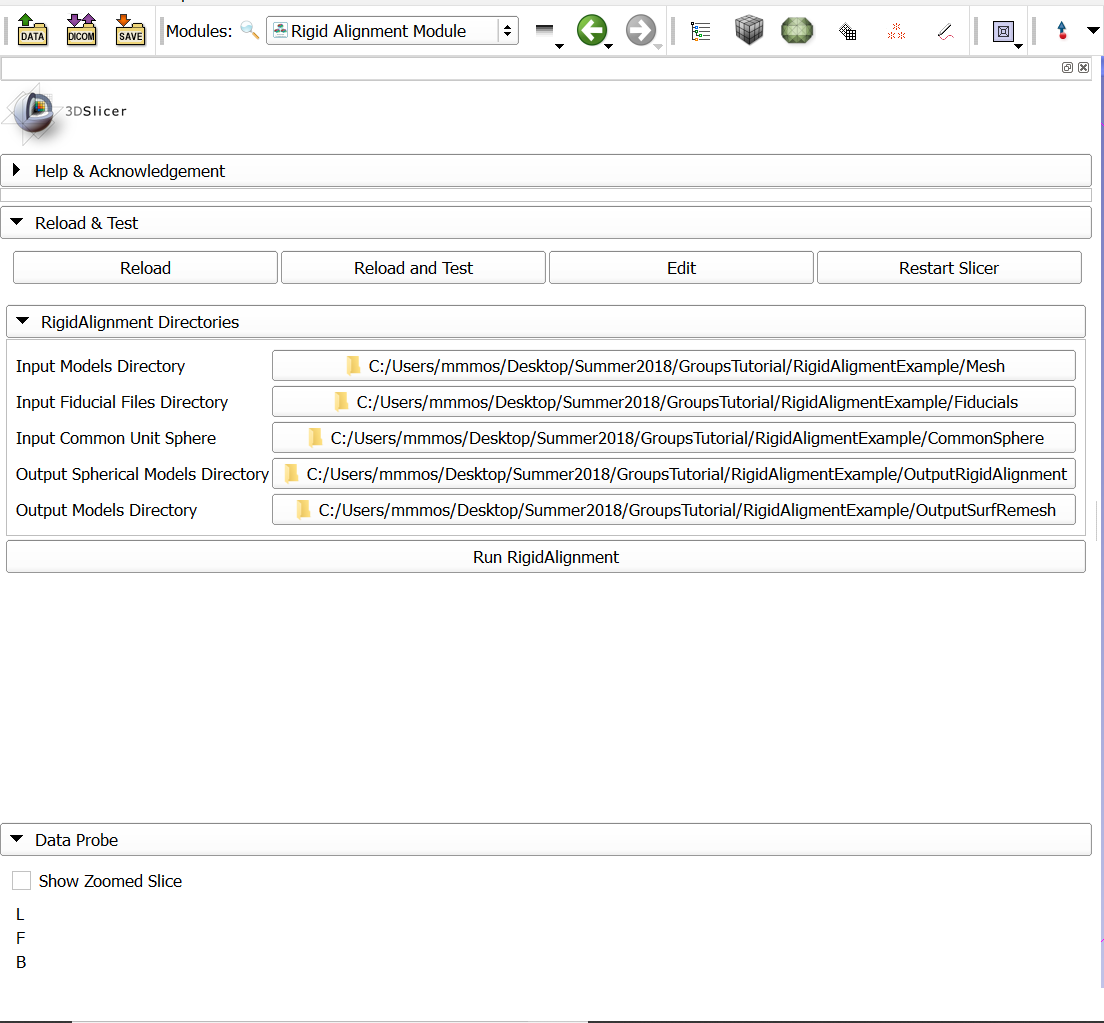 DATA DICOM SAVE Modules: Rigid Alignment Module
3DSlicer
Help & Acknowledgement
Reload & Test
Reload Reload and Test Edit Restart Slicer
RigidAlignment Directories
Input Models Directory C:/Users/mmmos/Desktop/Summer2018/GroupsTutorial/RigidAligmentExample/Mesh
Input Fiducial Files Directory C:/Users/mmmos/Desktop/Summer2018/GroupsTutorial/RigidAligmentExample/Fiducials
Input Common Unit Sphere C:/Users/mmmos/Desktop/Summer2018/GroupsTutorial/RigidAligmentExample/CommonSphere
Output Spherical Models Directory C:/Users/mmmos/Desktop/Summer2018/GroupsTutorial/RigidAligmentExample/OutputRigidAlignment
Output Models Directory C:/Users/mmmos/Desktop/Summer2018/GroupsTutorial/RigidAligmentExample/OutputSurfRemesh
Run RigidAlignment
Data Probe
Show Zoomed Slice
L
F
B